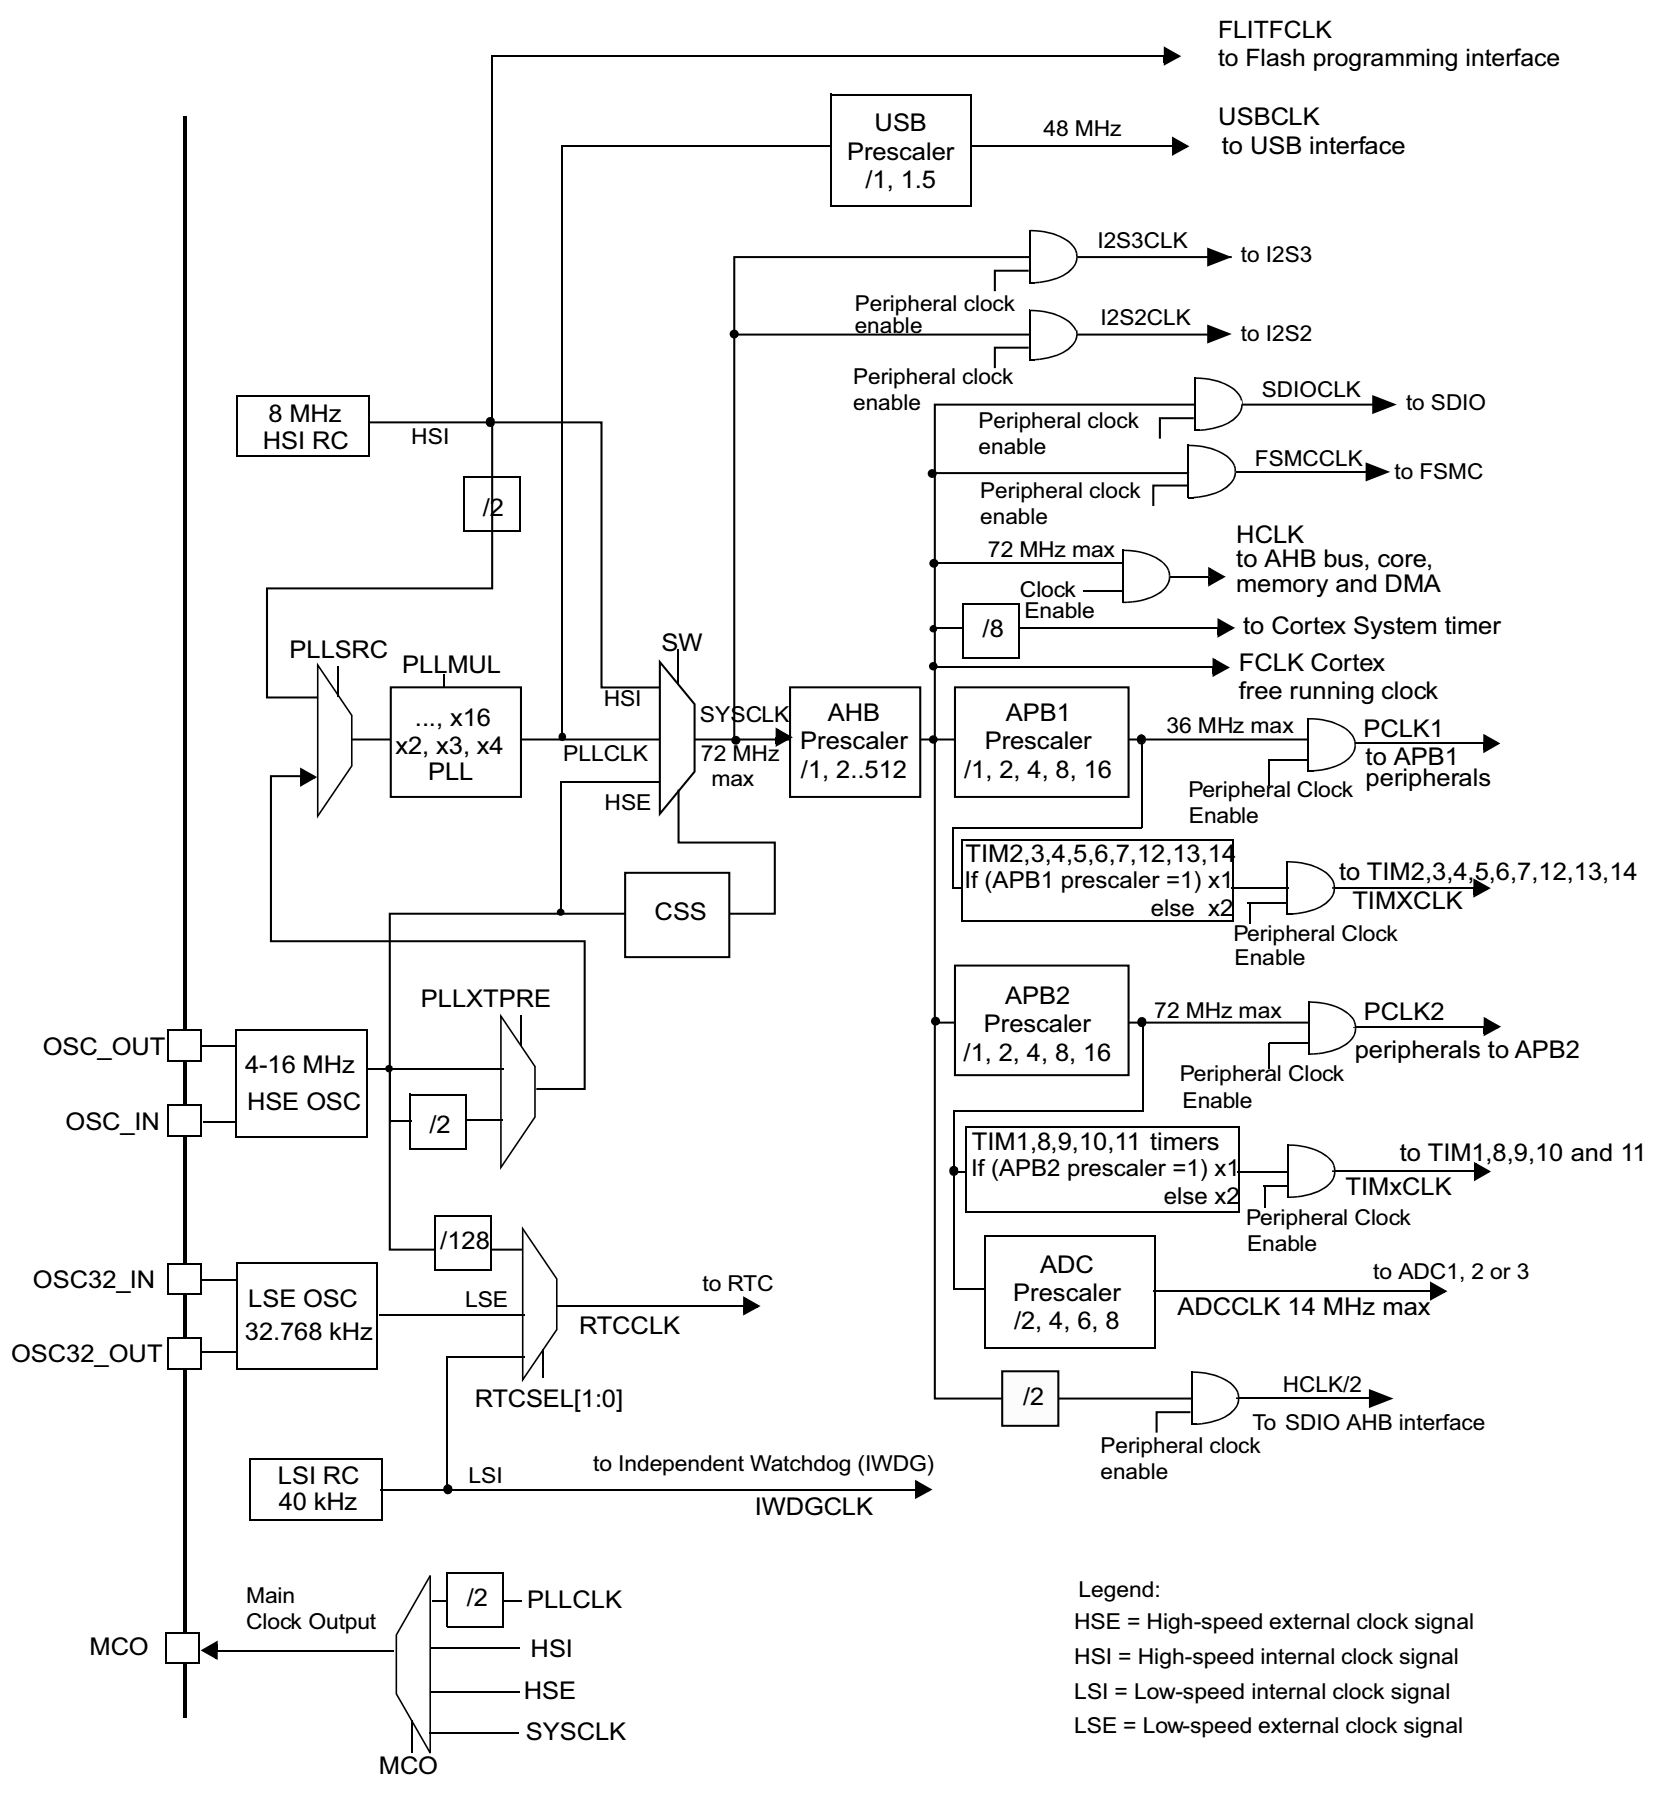 FLITFCLK
to Flash programming interface
USB
Prescaler
/1, 1.5
48 MHz
USBCLK
to USB interface
I2S3CLK
to I2S3
Peripheral clock
enable
I2S2CLK
to I2S2
Peripheral clock
enable
SDIOCLK
to SDIO
Peripheral clock
enable
8 MHz
HSI RC
HSI
FSMCCLK
to FSMC
Peripheral clock
enable
/2
72 MHz max
Clock
Enable
HCLK
to AHB bus, core,
memory and DMA
/8
to Cortex System timer
FCLK Cortex
free running clock
PLLSRC
PLLMUL
..., x16
x2, x3, x4
PLL
SW
HSI
PLLCLK
HSE
SYSCLK
72 MHz
max
AHB
Prescaler
/1, 2..512
APB1
Prescaler
/1, 2, 4, 8, 16
36 MHz max
PCLK1
to APB1
peripherals
Peripheral Clock
Enable
TIM2,3,4,5,6,7,12,13,14
If (APB1 prescaler =1) x1
else x2
to TIM2,3,4,5,6,7,12,13,14
TIMXCLK
Peripheral Clock
Enable
CSS
PLLXTPRE
OSC_OUT
OSC_IN
4-16 MHz
HSE OSC
/2
APB2
Prescaler
/1, 2, 4, 8, 16
72 MHz max
PCLK2
peripherals to APB2
Peripheral Clock
Enable
TIM1,8,9,10,11 timers
If (APB2 prescaler =1) x1
else x2
to TIM1,8,9,10 and 11
TIMxCLK
Peripheral Clock
Enable
/128
OSC32_IN
OSC32_OUT
LSE OSC
32.768 kHz
LSE
to RTC
RTCCLK
RTCSEL[1:0]
ADC
Prescaler
/2, 4, 6, 8
to ADC1, 2 or 3
ADCCLK 14 MHz max
/2
HCLK/2
To SDIO AHB interface
Peripheral clock
enable
LSI RC
40 kHz
LSI
to Independent Watchdog (IWDG)
IWDGCLK
Main
Clock Output
MCO
/2
PLLCLK
HSI
HSE
SYSCLK
MCO
Legend:
HSE = High-speed external clock signal
HSI = High-speed internal clock signal
LSI = Low-speed internal clock signal
LSE = Low-speed external clock signal